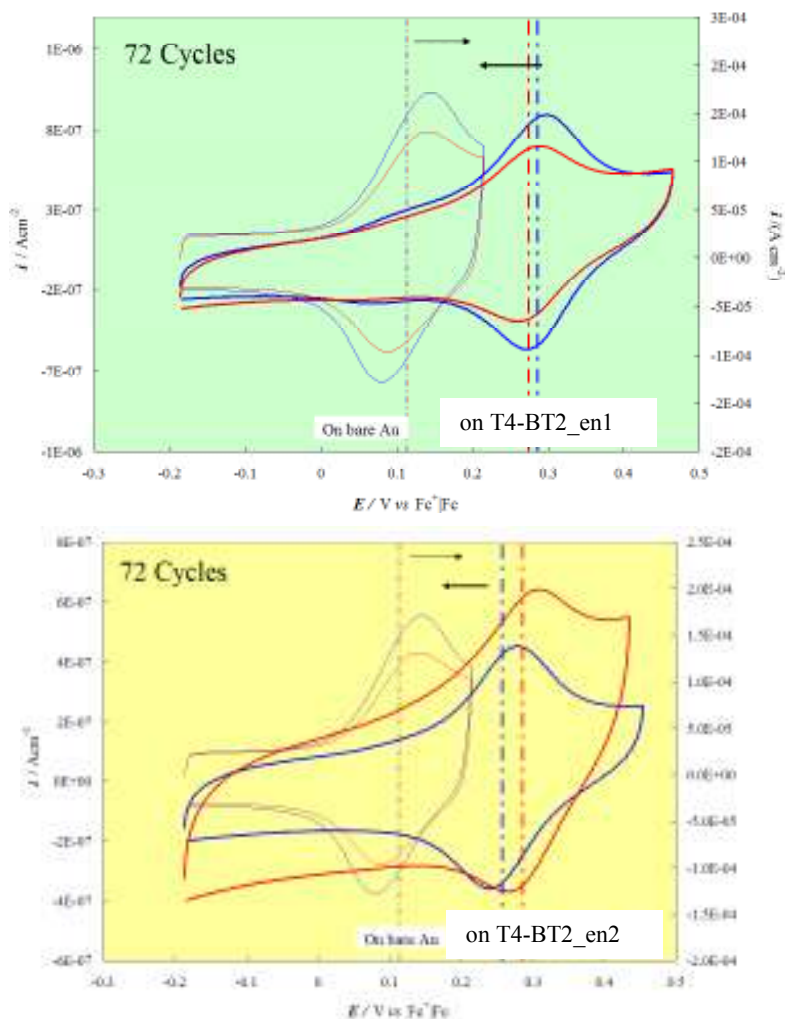 72 Cycles
1E-06
8E-07
3E-07
-2E-07
-7E-07
-1E-06
I / Acm⁻²
3E-04
2E-04
2E-04
1E-04
5E-05
0E+00
-5E-05
-1E-04
-2E-04
-2E-04
I/(A cm⁻²)
On bare Au
on T4-BT2_en1
-0.3 -0.2 -0.1 0 0.1 0.2 0.3 0.4 0.5
E / V vs Fc⁺|Fc
72 Cycles
8E-07
6E-07
4E-07
2E-07
0E+00
-2E-07
-4E-07
-6E-07
I / Acm⁻²
2.5E-04
2.0E-04
1.5E-04
1.0E-04
5.0E-05
0.0E+00
-5.0E-05
-1.0E-04
-1.5E-04
-2.0E-04
On bare Au
on T4-BT2_en2
-0.3 -0.2 -0.1 0 0.1 0.2 0.3 0.4 0.5
E / V vs Fc⁺|Fc